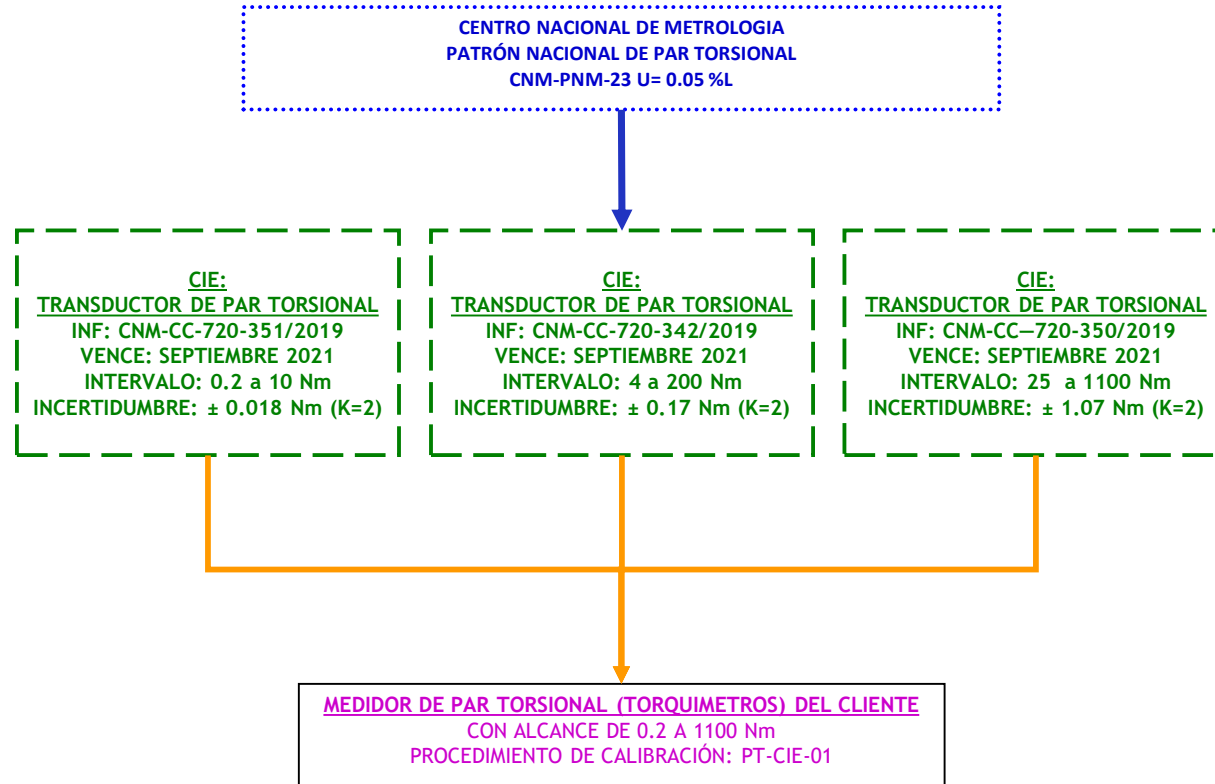 CENTRO NACIONAL DE METROLOGIA
PATRÓN NACIONAL DE PAR TORSIONAL
CNM-PNM-23 U= 0.05 %L
CIE:
TRANSDUCTOR DE PAR TORSIONAL
INF: CNM-CC-720-351/2019
VENCE: SEPTIEMBRE 2021
INTERVALO: 0.2 a 10 Nm
INCERTIDUMBRE: ± 0.018 Nm (K=2)
CIE:
TRANSDUCTOR DE PAR TORSIONAL
INF: CNM-CC-720-342/2019
VENCE: SEPTIEMBRE 2021
INTERVALO: 4 a 200 Nm
INCERTIDUMBRE: ± 0.17 Nm (K=2)
CIE:
TRANSDUCTOR DE PAR TORSIONAL
INF: CNM-CC—720-350/2019
VENCE: SEPTIEMBRE 2021
INTERVALO: 25 a 1100 Nm
INCERTIDUMBRE: ± 1.07 Nm (K=2)
MEDIDOR DE PAR TORSIONAL (TORQUIMETROS) DEL CLIENTE
CON ALCANCE DE 0.2 A 1100 Nm
PROCEDIMIENTO DE CALIBRACIÓN: PT-CIE-01